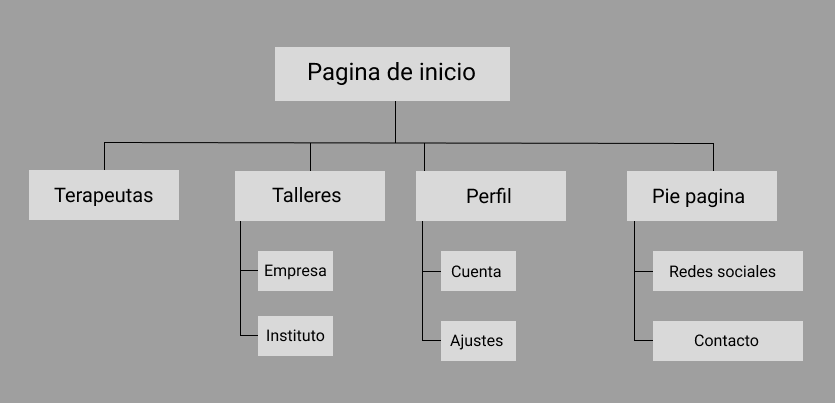 Pagina de inicio
Terapeutas
Talleres
Perfil
Pie pagina
Empresa
Cuenta
Redes sociales
Instituto
Ajustes
Contacto